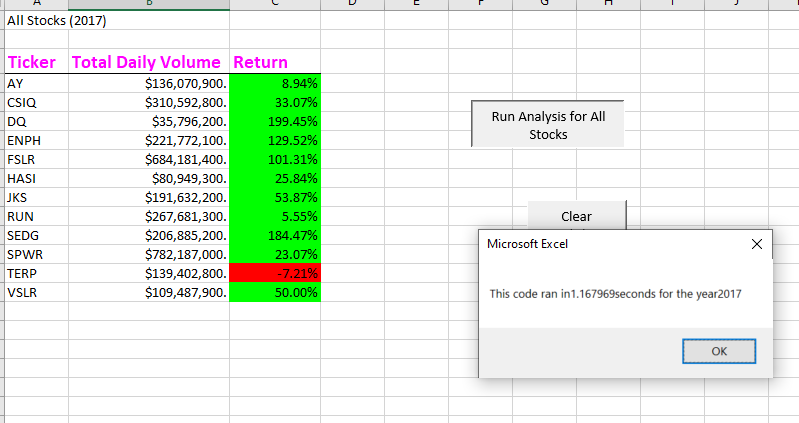 A B C D E F G H I J
All Stocks (2017)
Ticker Total Daily Volume Return
AY $136,070,900. 8.94%
CSIQ $310,592,800. 33.07%
DQ $35,796,200. 199.45%
ENPH $221,772,100. 129.52%
FSLR $684,181,400. 101.31%
HASI $80,949,300. 25.84%
JKS $191,632,200. 53.87%
RUN $267,681,300. 5.55%
SEDG $206,885,200. 184.47%
SPWR $782,187,000. 23.07%
TERP $139,402,800. -7.21%
VSLR $109,487,900. 50.00%
Run Analysis for All
Stocks
Clear
Microsoft Excel
This code ran in1.167969seconds for the year2017
OK